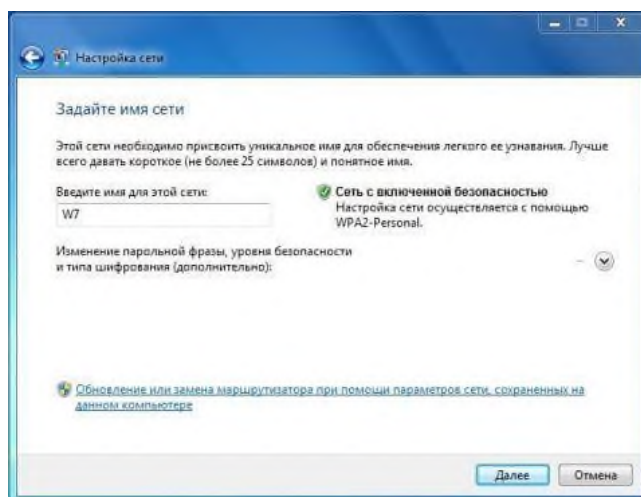 Настройка сети
Задайте имя сети
Этой сети необходимо присвоить уникальное имя для обеспечения легкого ее узнавания. Лучше
всего давать короткое (не более 25 символов) и понятное имя.
Введите имя для этой сети:
W7
Сеть с включенной безопасностью
Настройка сети осуществляется с помощью
WPA2-Personal.
Изменение парольной фразы, уровня безопасности
и типа шифрования (дополнительно):
Обновление или замена маршрутизатора при помощи параметров сети, сохраненных на
данном компьютере
Далее
Отмена